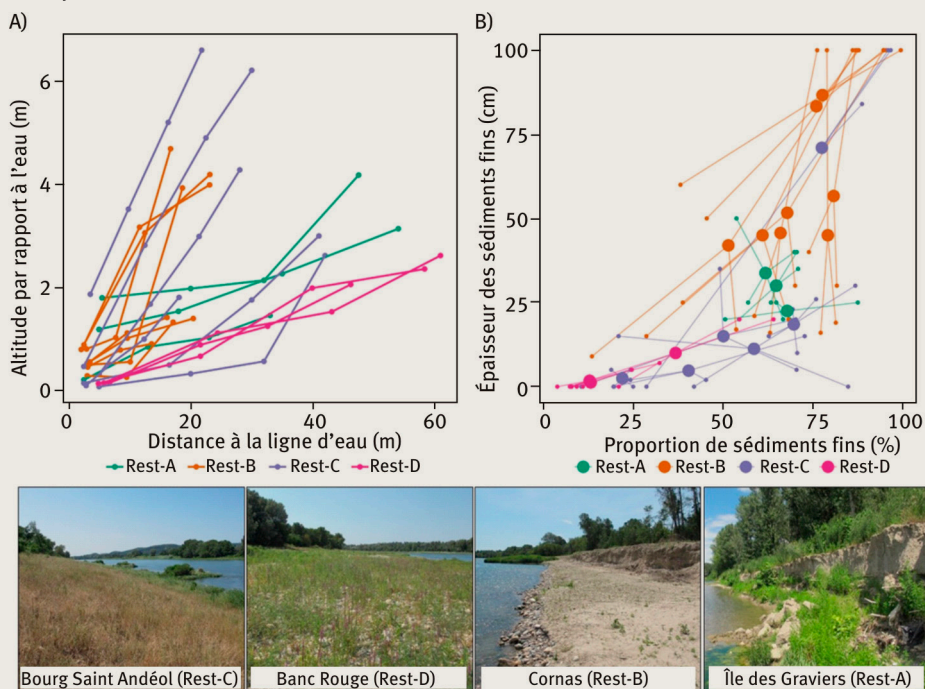 A)
B)
Altitude par rapport à l'eau (m)
6
4
2
0
0
20
40
60
Distance à la ligne d'eau (m)
Rest-A Rest-B Rest-C Rest-D
Épaisseur des sédiments fins (cm)
100
75
50
25
0
0
25
50
75
100
Proportion de sédiments fins (%)
Rest-A Rest-B Rest-C Rest-D
Bourg Saint Andéol (Rest-C)
Banc Rouge (Rest-D)
Cornas (Rest-B)
Île des Graviers (Rest-A)